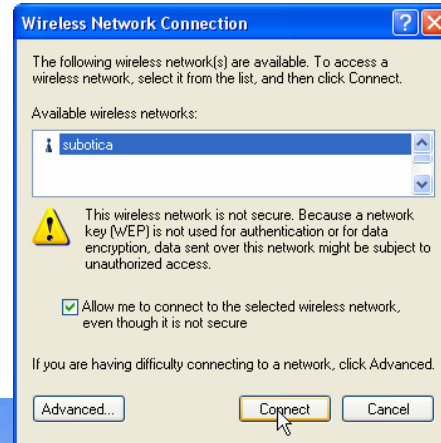 Wireless Network Connection
The following wireless network(s) are available. To access a
wireless network, select it from the list, and then click Connect.
Available wireless networks:
subotica
This wireless network is not secure. Because a network
key (WEP) is not used for authentication or for data
encryption, data sent over this network might be subject to
unauthorized access.
Allow me to connect to the selected wireless network,
even though it is not secure
If you are having difficulty connecting to a network, click Advanced.
Advanced... Connect Cancel